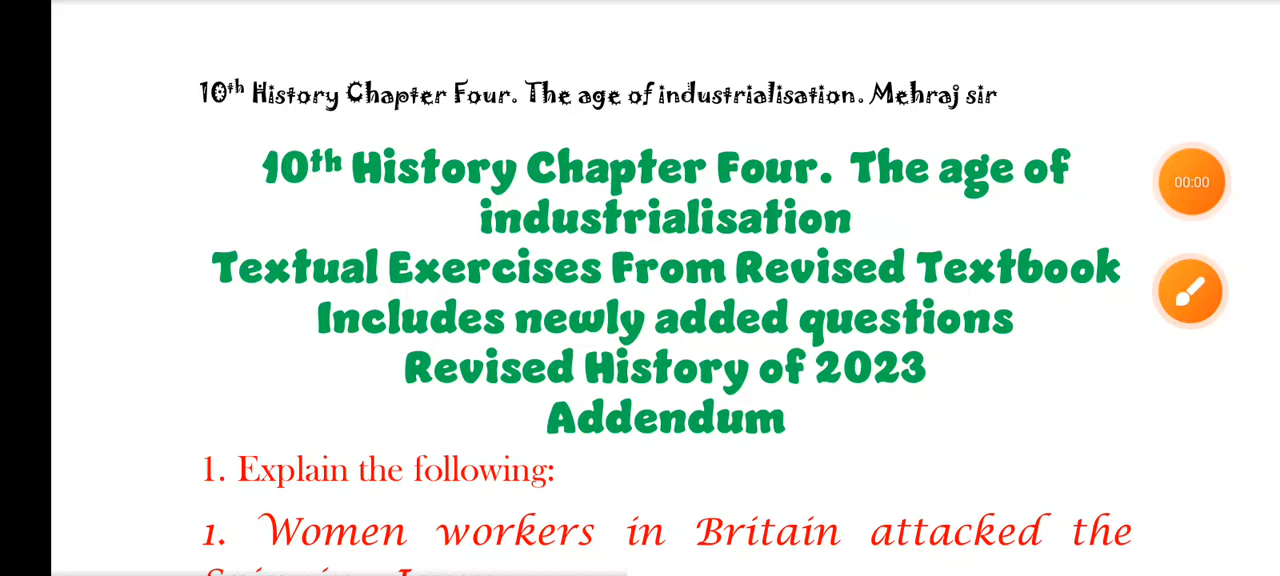 10th History Chapter Four. The age of industrialisation. Mehraj sir
10th History Chapter Four. The age of
industrialisation
Textual Exercises From Revised Textbook
Includes newly added questions
Revised History of 2023
Addendum
1. Explain the following:
1. Women workers in Britain attacked the
00:00